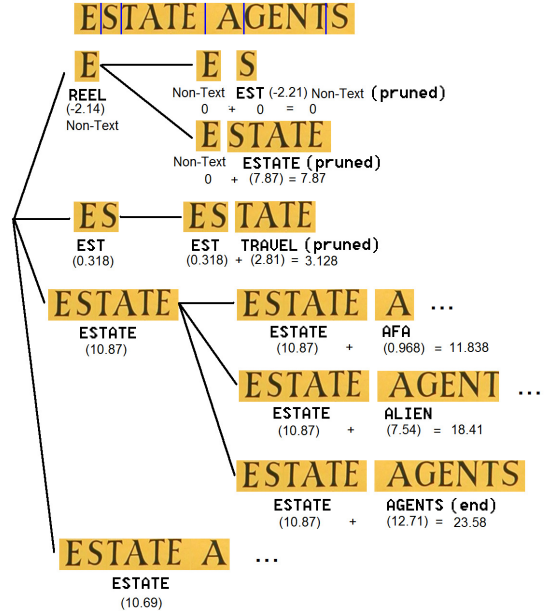 ESTATE AGENTS
E E S
REEL Non-Text EST (-2.21) Non-Text (pruned)
(-2.14) 0 + 0 = 0
Non-Text
E STATE
Non-Text ESTATE (pruned)
0 + (7.87) = 7.87
ES ES TATE
EST EST TRAVEL (pruned)
(0.318) (0.318) + (2.81) = 3.128
ESTATE ESTATE A ...
ESTATE ESTATE AFA
(10.87) (10.87) + (0.968) = 11.838
ESTATE AGENT ...
ESTATE ALIEN
(10.87) + (7.54) = 18.41
ESTATE AGENTS
ESTATE AGENTS (end)
(10.87) + (12.71) = 23.58
ESTATE A ...
ESTATE
(10.69)